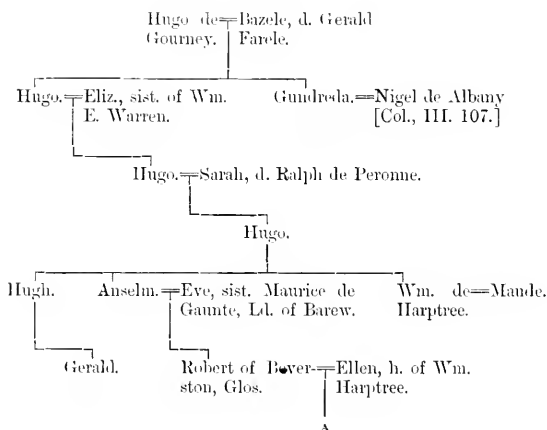 Hugo de Bazele, d. Gerald
Gourney. Farele.
Hugo. Eliz., sist. of Wm. Gundreda. Nigel de Albany
E. Warren. [Col., III. 107.]
Hugo. Sarah, d. Ralph de Peronne.
Hugo.
Hugh. Anselm. Eve, sist. Maurice de Wm. de Maude.
Gaunte, Ld. of Barew. Harptree.
Gerald. Robert of Bever- Ellen, h. of Wm.
ston, Glos. Harptree.
A